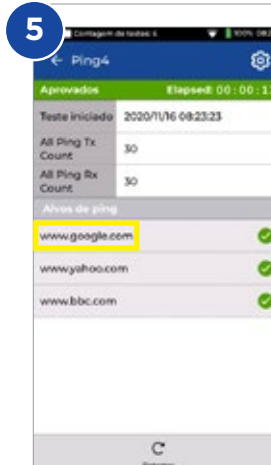 5
Contagem de testes: 6 100%
← Ping4
Aprovados Elapsed: 00:00:1
Teste iniciado 2020/11/16 08:23:23
All Ping Tx
Count 30
All Ping Rx
Count 30
Alvos de ping
www.google.com
www.yahoo.com
www.bbc.com